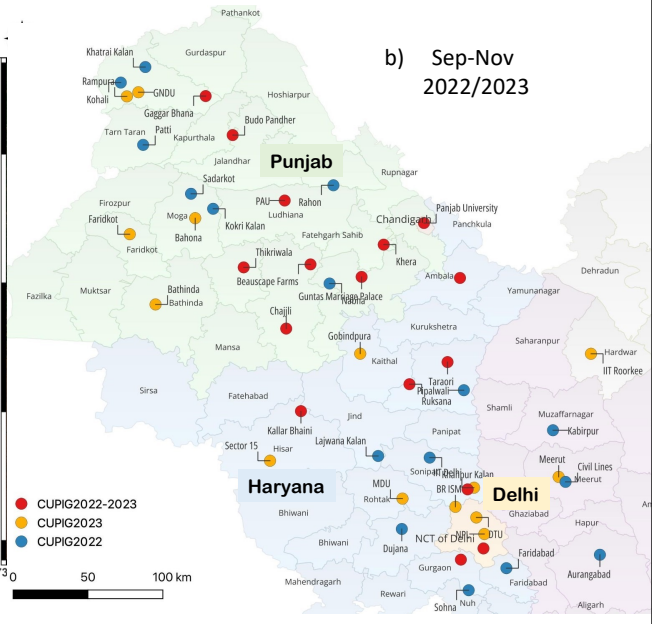 b) Sep-Nov
2022/2023
Pathankot
Khatrai Kalan
Gurdaspur
Rampura
Kohali
GNDU
Gaggar Bhana
Hoshiarpur
Budo Pandher
Tarn Taran
Patti
Kapurthala
Jalandhar
Punjab
Rupnagar
Sadarkot
PAU
Rahon
Ludhiana
Firozpur
Faridkot
Moga
Bahona
Kokri Kalan
Chandigarh
Panjab University
Panchkula
Fatehgarh Sahib
Faridkot
Thikriwala
Khera
Beauscape Farms
Ambala
Dehradun
Fazilka
Muktsar
Bathinda
Bathinda
Guntas Marriage Palace
Nabha
Yamunanagar
Chajjli
Kurukshetra
Gobindpura
Saharanpur
Mansa
Kaithal
Hardwar
IIT Roorkee
Sirsa
Fatehabad
Taraori
Pipalwali
Ruksana
Shamli
Muzaffarnagar
Kallar Bhaini
Jind
Panipat
Kabirpur
Sector 15
Hisar
Lajwana Kalan
Sonipat
IIT Delhi
Khanpur Kalan
Meerut
Civil Lines
Meerut
Haryana
MDU
Rohtak
BR ISM
Delhi
Ghaziabad
CUPIG2022-2023
CUPIG2023
CUPIG2022
Bhiwani
Hapur
Bhiwani
Dujana
NCT of Delhi
NPL
DTU
Gurgaon
Faridabad
Faridabad
Aurangabad
Mahendragarh
Rewari
Sohna
Nuh
Aligarh
0 50 100 km